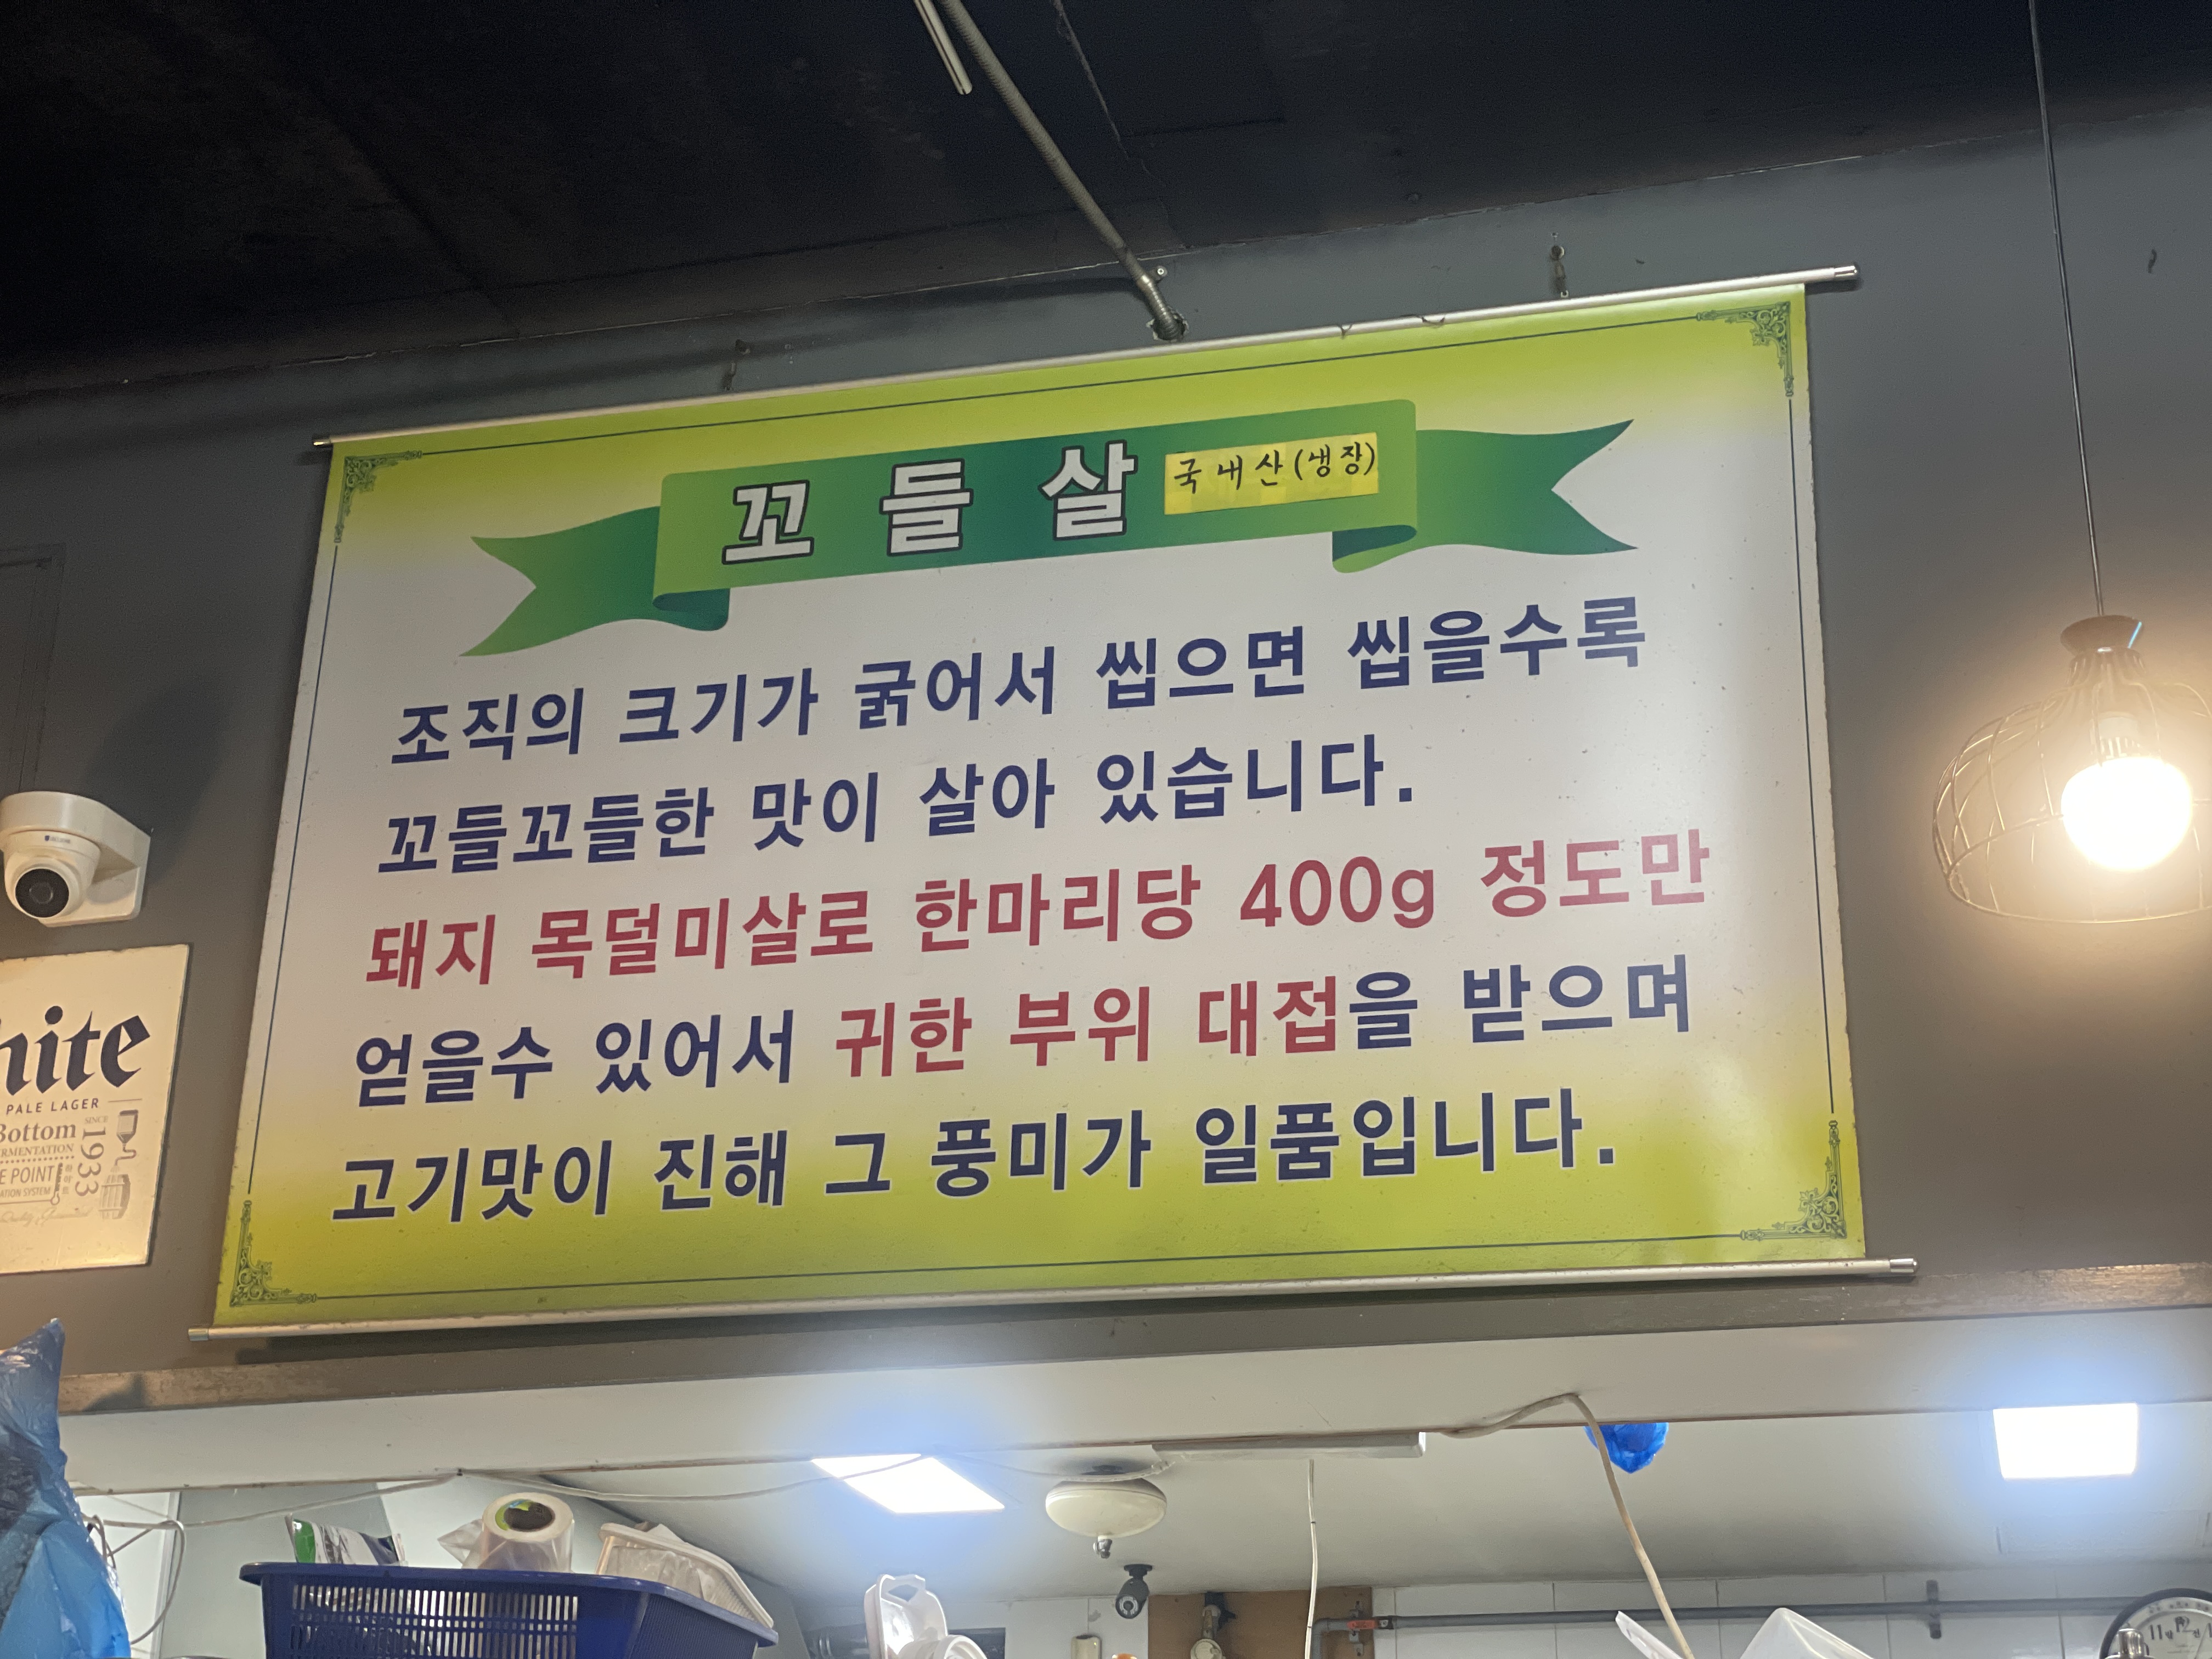 꼬들살 국내산(냉장)
조직의 크기가 굵어서 씹으면 씹을수록
꼬들꼬들한 맛이 살아 있습니다.
돼지 목덜미살로 한마리당 400g 정도만
얻을수 있어서 귀한 부위 대접을 받으며
고기맛이 진해 그 풍미가 일품입니다.
hite
PALE LAGER
Bottom
SINCE
1933
E POINT